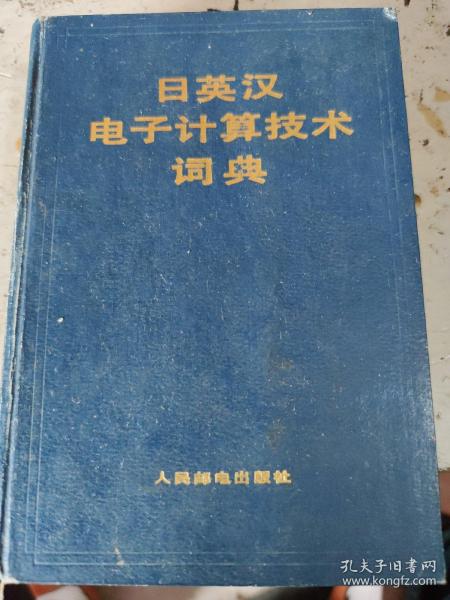 日英汉
电子计算技术
词典
人民邮电出版社
孔夫子旧书网
www.kongfz.com